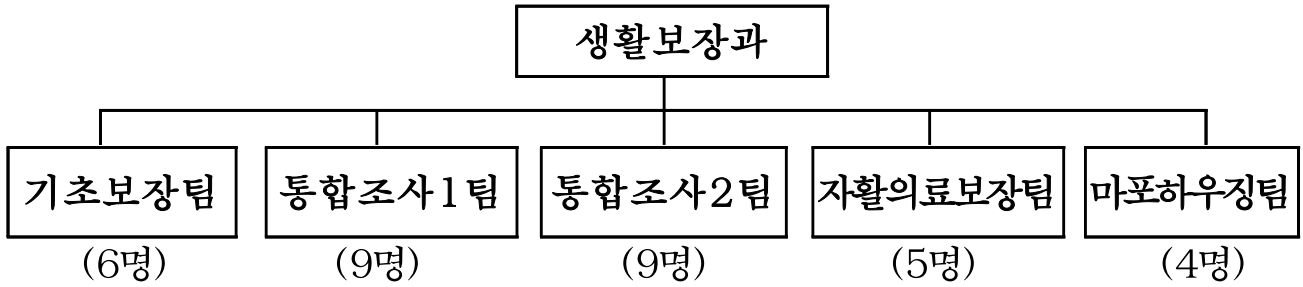 생활보장과
기초보장팀 통합조사1팀 통합조사2팀 자활의료보장팀 마포하우징팀
(6명) (9명) (9명) (5명) (4명)